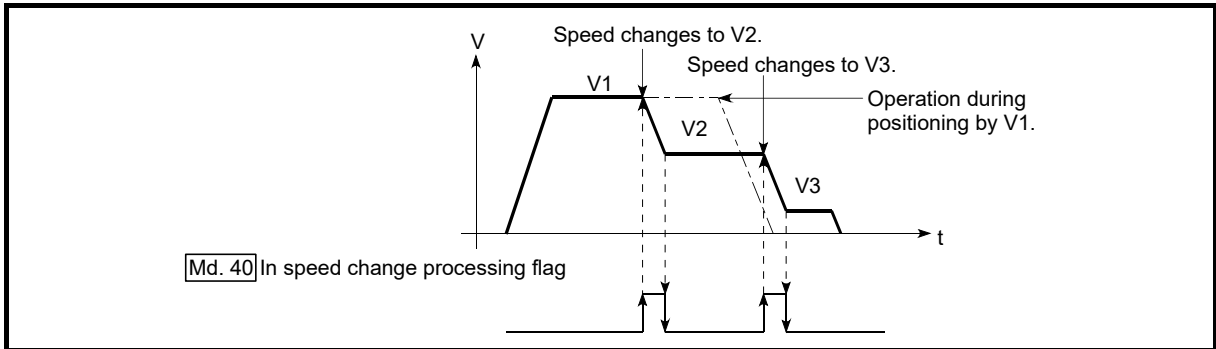 V
Speed changes to V2.
Speed changes to V3.
V1
Operation during
positioning by V1.
V2
V3
t
Md. 40 In speed change processing flag